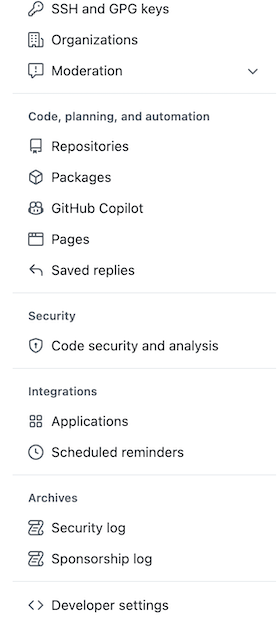 SSH and GPG keys
Organizations
Moderation
Code, planning, and automation
Repositories
Packages
GitHub Copilot
Pages
Saved replies
Security
Code security and analysis
Integrations
Applications
Scheduled reminders
Archives
Security log
Sponsorship log
Developer settings